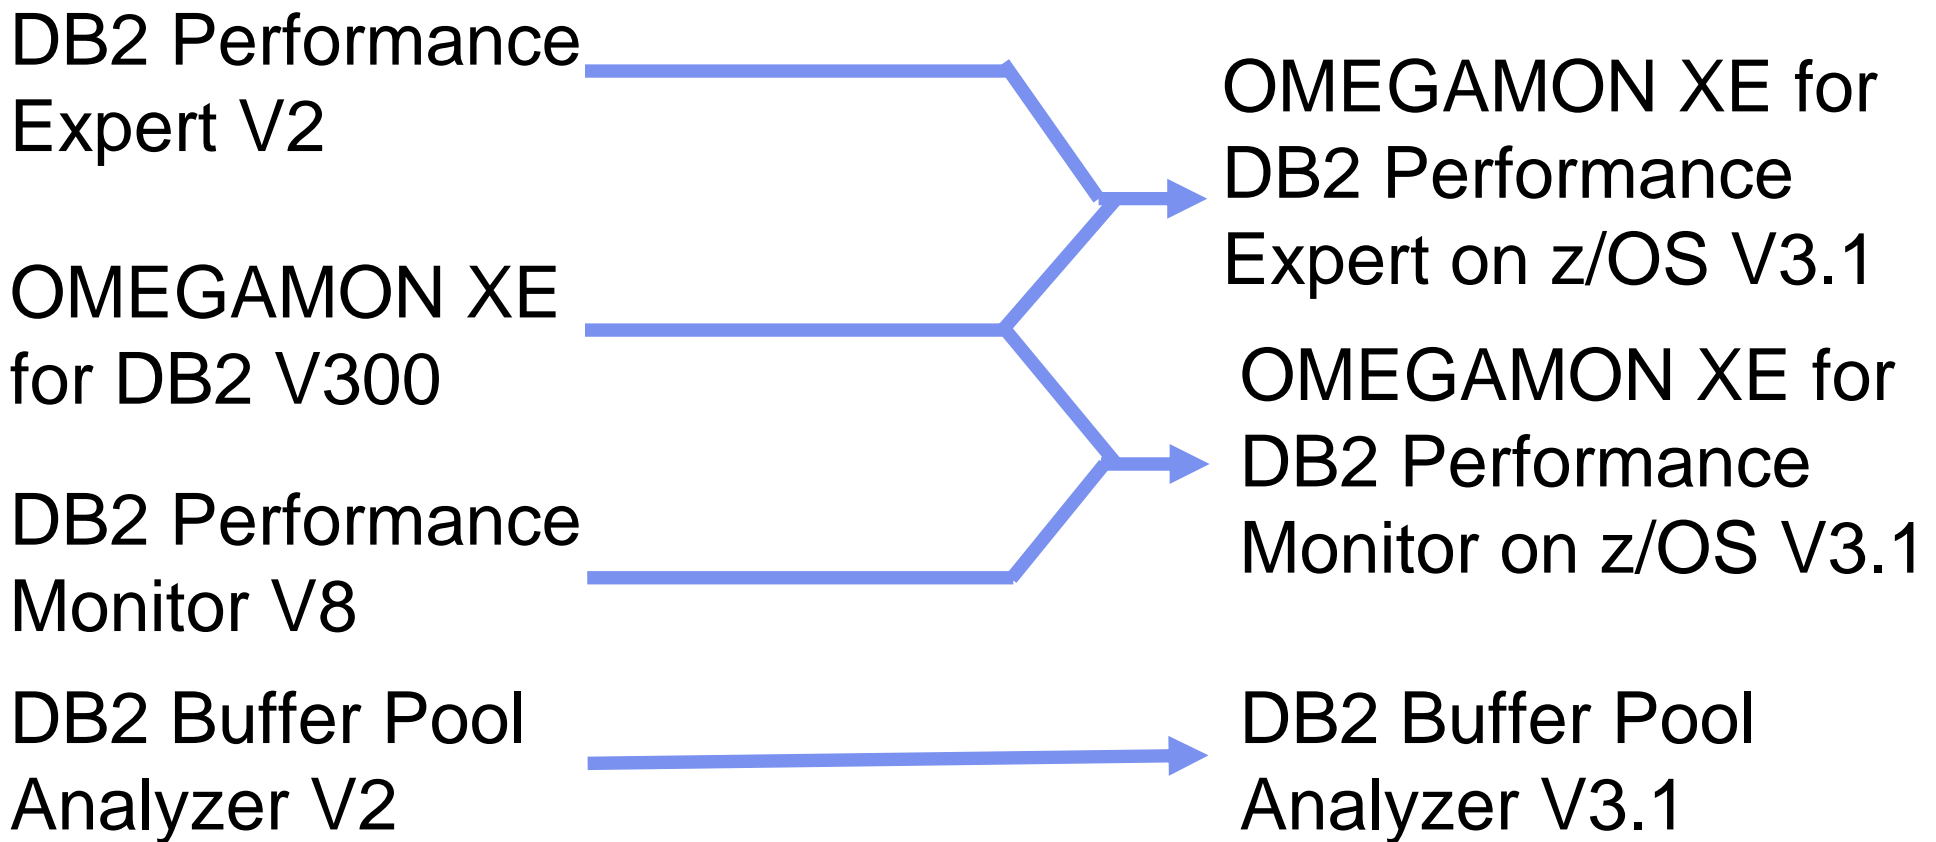 DB2 Performance
Expert V2
OMEGAMON XE
for DB2 V300
DB2 Performance
Monitor V8
DB2 Buffer Pool
Analyzer V2
OMEGAMON XE for
DB2 Performance
Expert on z/OS V3.1
OMEGAMON XE for
DB2 Performance
Monitor on z/OS V3.1
DB2 Buffer Pool
Analyzer V3.1